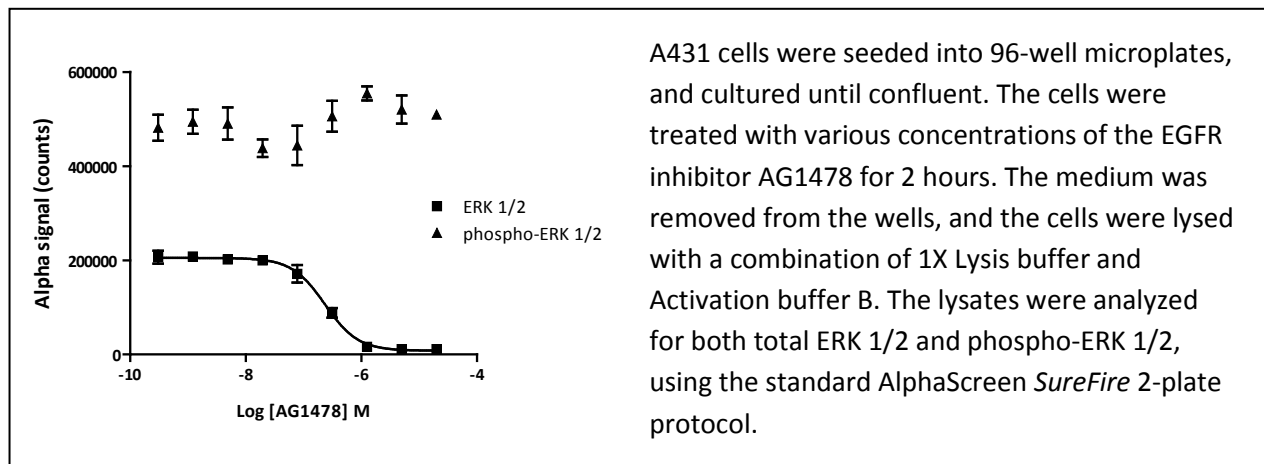 600000
400000
200000
0
-10
-8
-6
-4
Alpha signal (counts)
Log [AG1478] M
ERK 1/2
phospho-ERK 1/2
A431 cells were seeded into 96-well microplates,
and cultured until confluent. The cells were
treated with various concentrations of the EGFR
inhibitor AG1478 for 2 hours. The medium was
removed from the wells, and the cells were lysed
with a combination of 1X Lysis buffer and
Activation buffer B. The lysates were analyzed
for both total ERK 1/2 and phospho-ERK 1/2,
using the standard AlphaScreen SureFire 2-plate
protocol.